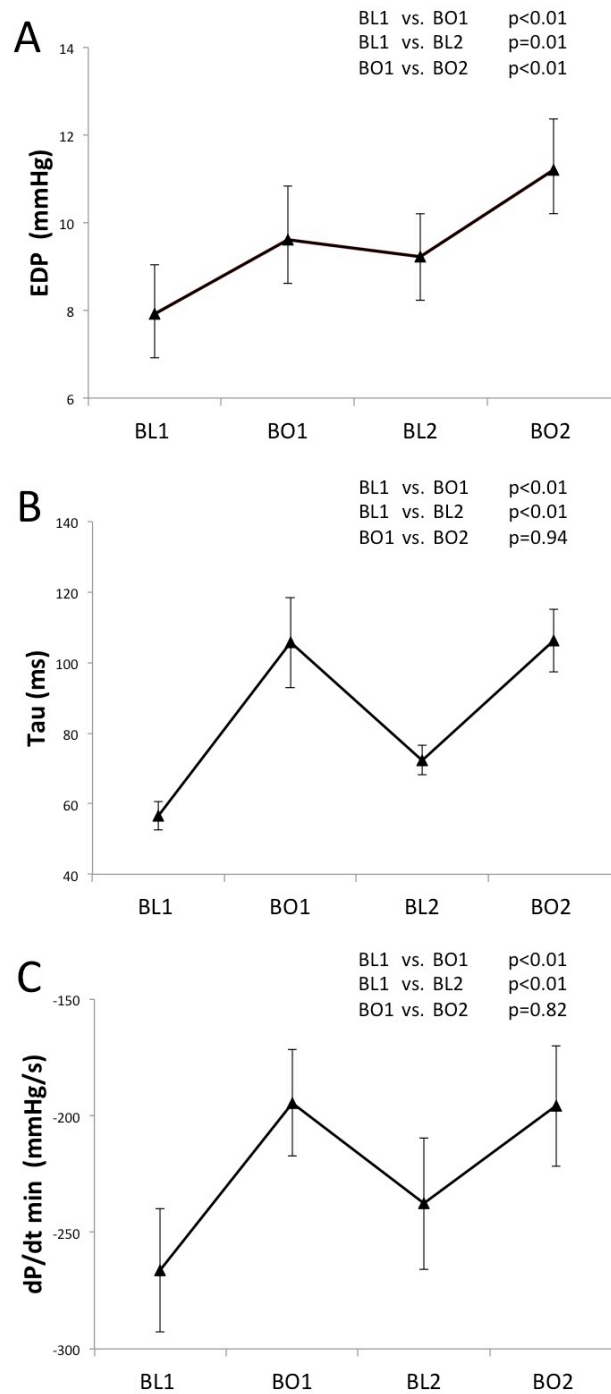 A
BL1 vs. BO1 p<0.01
BL1 vs. BL2 p=0.01
BO1 vs. BO2 p<0.01
EDP (mmHg)
14
12
10
8
6
BL1 BO1 BL2 BO2
B
BL1 vs. BO1 p<0.01
BL1 vs. BL2 p<0.01
BO1 vs. BO2 p=0.94
Tau (ms)
140
120
100
80
60
40
BL1 BO1 BL2 BO2
C
BL1 vs. BO1 p<0.01
BL1 vs. BL2 p<0.01
BO1 vs. BO2 p=0.82
dP/dt min (mmHg/s)
-150
-200
-250
-300
BL1 BO1 BL2 BO2